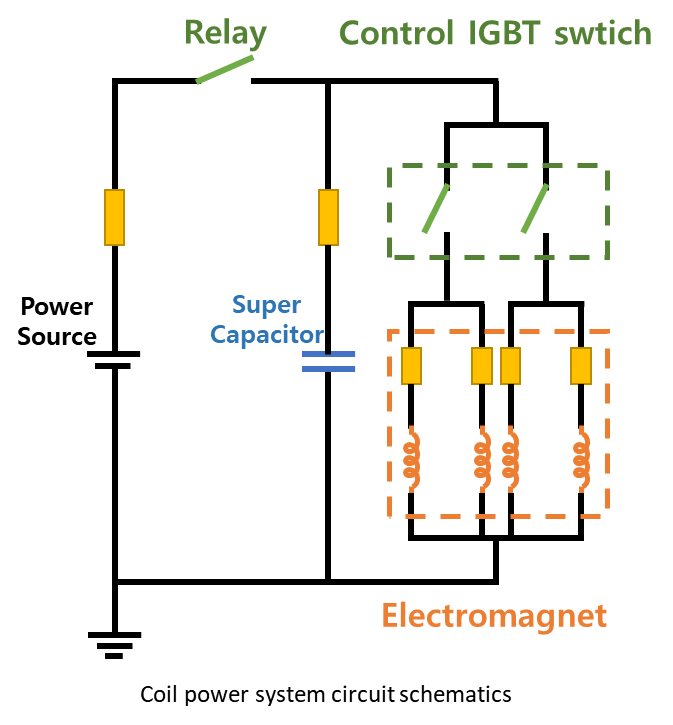 Relay
Control IGBT swtich
Power
Source
Super
Capacitor
Electromagnet
Coil power system circuit schematics